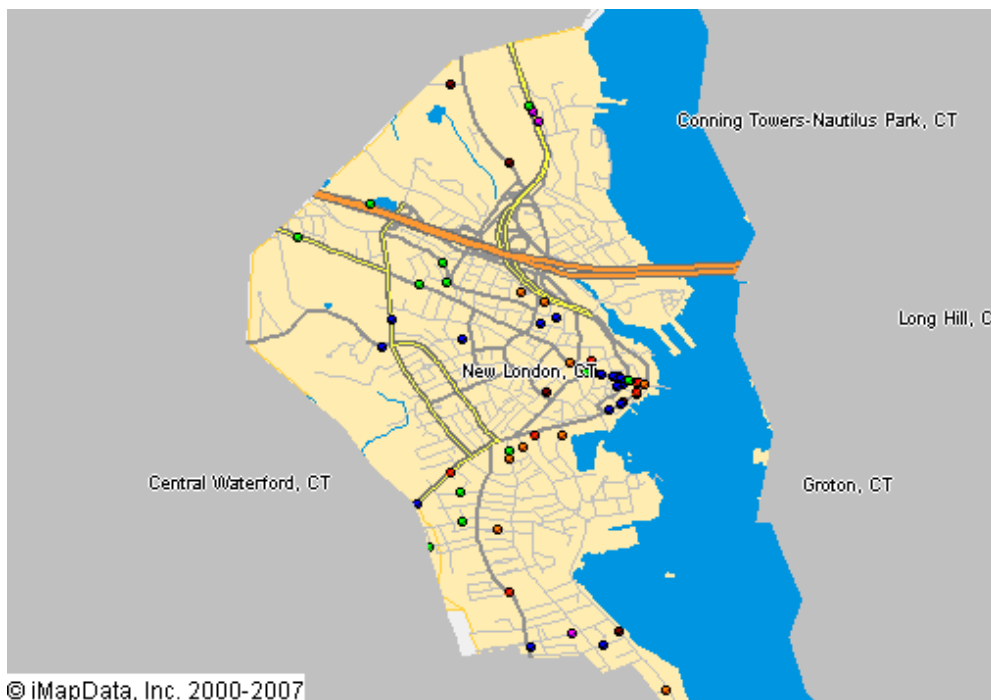 Conning Towers-Nautilus Park, CT
Long Hill, C
New London, CT
Central Waterford, CT
Groton, CT
© iMapData, Inc. 2000-2007